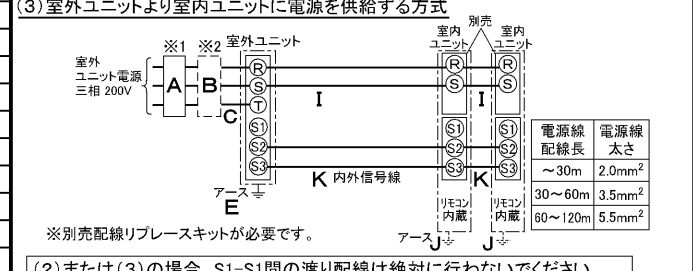 (3)室外ユニットより室内ユニットに電源を供給する方式
※1 ※2 室外ユニット
別売
室内ユニット 室内ユニット
室外
ユニット電源
三相 200V
A B C
R S T S1 S2 S3
I
R S S1 S2 S3
I
R S S1 S2 S3
K 内外信号線
K
アース
E
リモコン内蔵
リモコン内蔵
アース J J
電源線配線長 電源線太さ
～30m 2.0mm²
30～60m 3.5mm²
60～120m 5.5mm²
※別売配線リプレースキットが必要です。
(2)または(3)の場合、S1-S1間の渡り配線は絶対に行わないでください